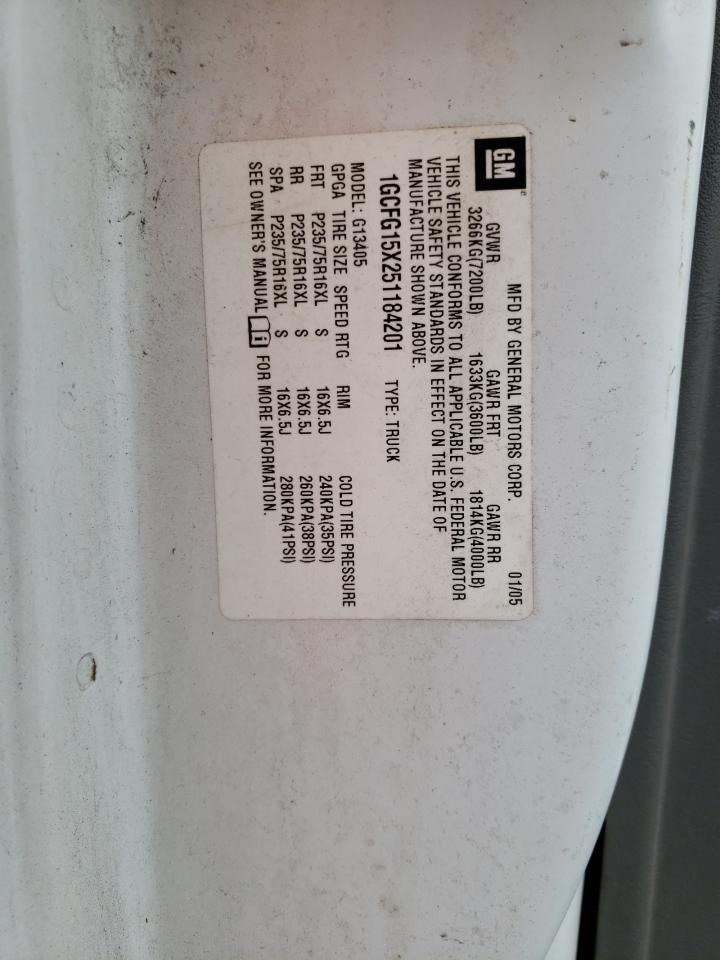 GM
MFD BY GENERAL MOTORS CORP. 01/05
GVWR GAWR FRT GAWR RR
3266KG(7200LB) 1633KG(3600LB) 1814KG(4000LB)
THIS VEHICLE CONFORMS TO ALL APPLICABLE U.S. FEDERAL MOTOR
VEHICLE SAFETY STANDARDS IN EFFECT ON THE DATE OF
MANUFACTURE SHOWN ABOVE.
1GCFG15X251184201 TYPE: TRUCK
MODEL: G13405
GPGA TIRE SIZE SPEED RTG RIM COLD TIRE PRESSURE
FRT P235/75R16XL S 16X6.5J 240KPA(35PSI)
RR P235/75R16XL S 16X6.5J 260KPA(38PSI)
SPA P235/75R16XL S 16X6.5J 280KPA(41PSI)
SEE OWNER'S MANUAL i FOR MORE INFORMATION.